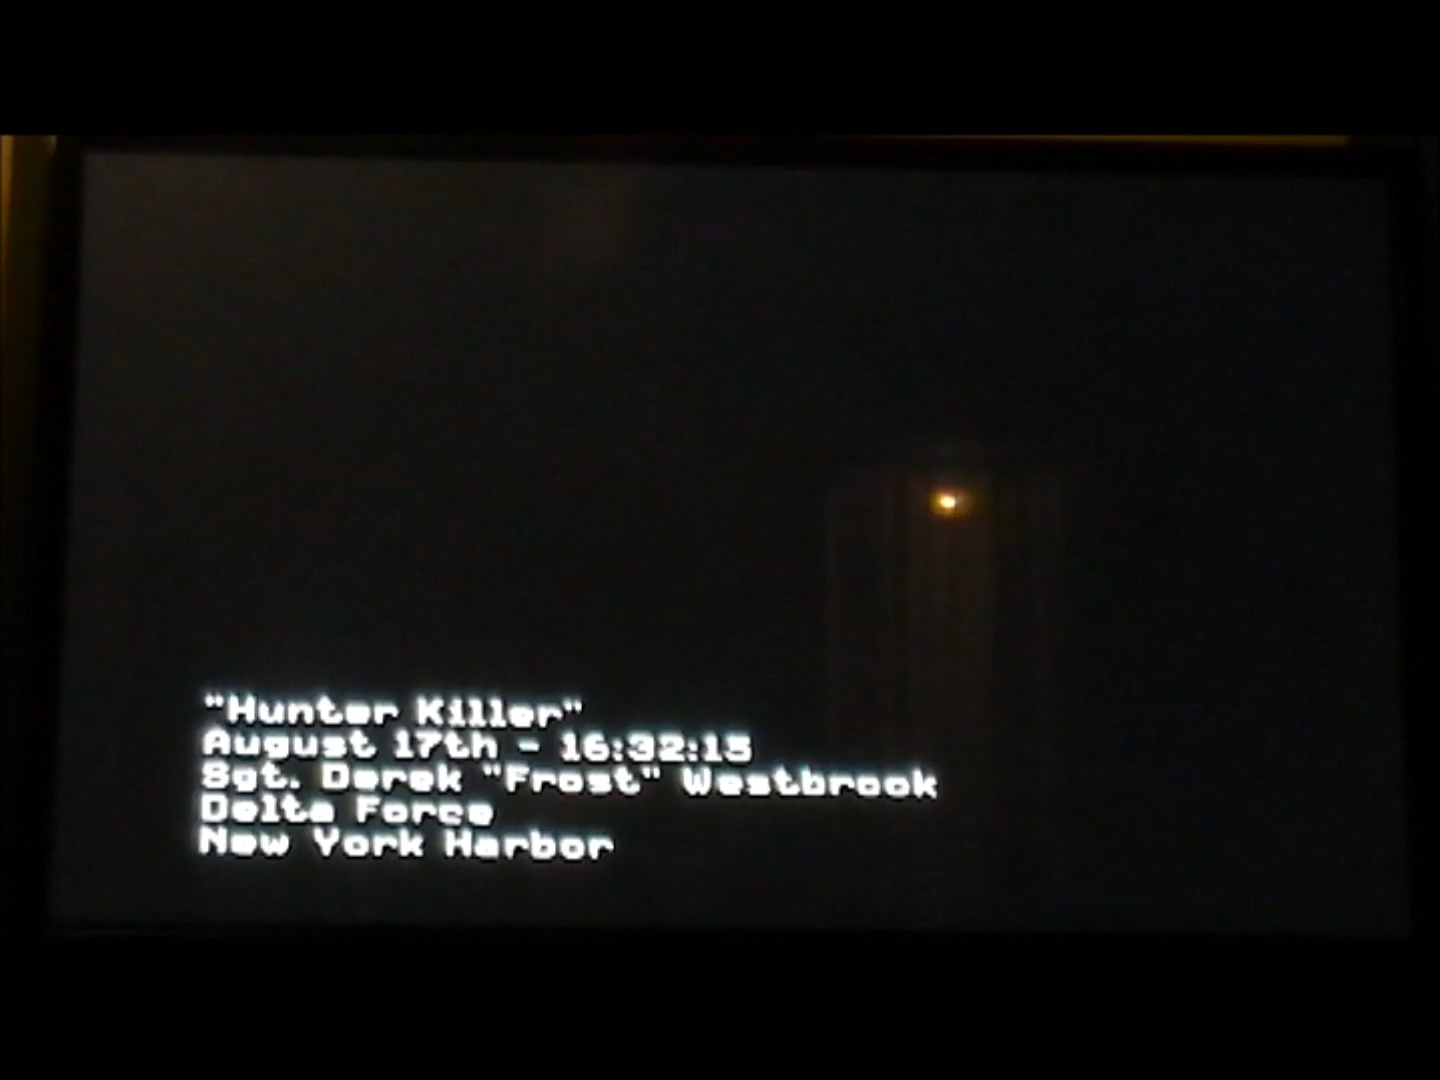 "Hunter Killer"
August 17th - 16:32:15
Sgt. Derek "Frost" Westbrook
Delta Force
New York Harbor